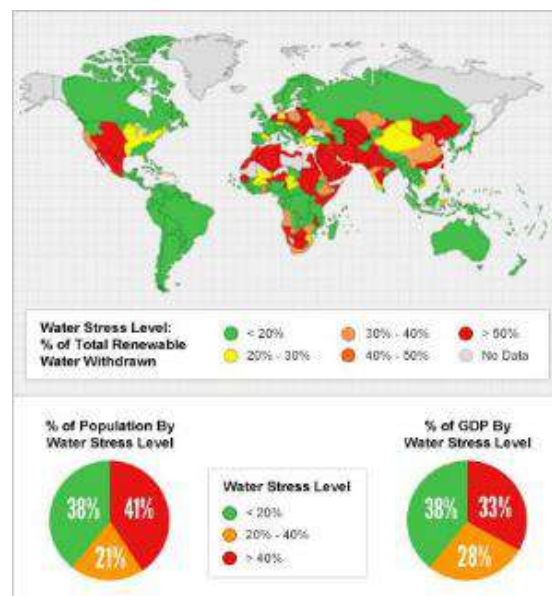 Water Stress Level:
% of Total Renewable
Water Withdrawn
< 20%
20% - 30%
30% - 40%
40% - 50%
> 50%
No Data
% of Population By
Water Stress Level
38%
41%
21%
Water Stress Level
< 20%
20% - 40%
> 40%
% of GDP By
Water Stress Level
38%
33%
28%